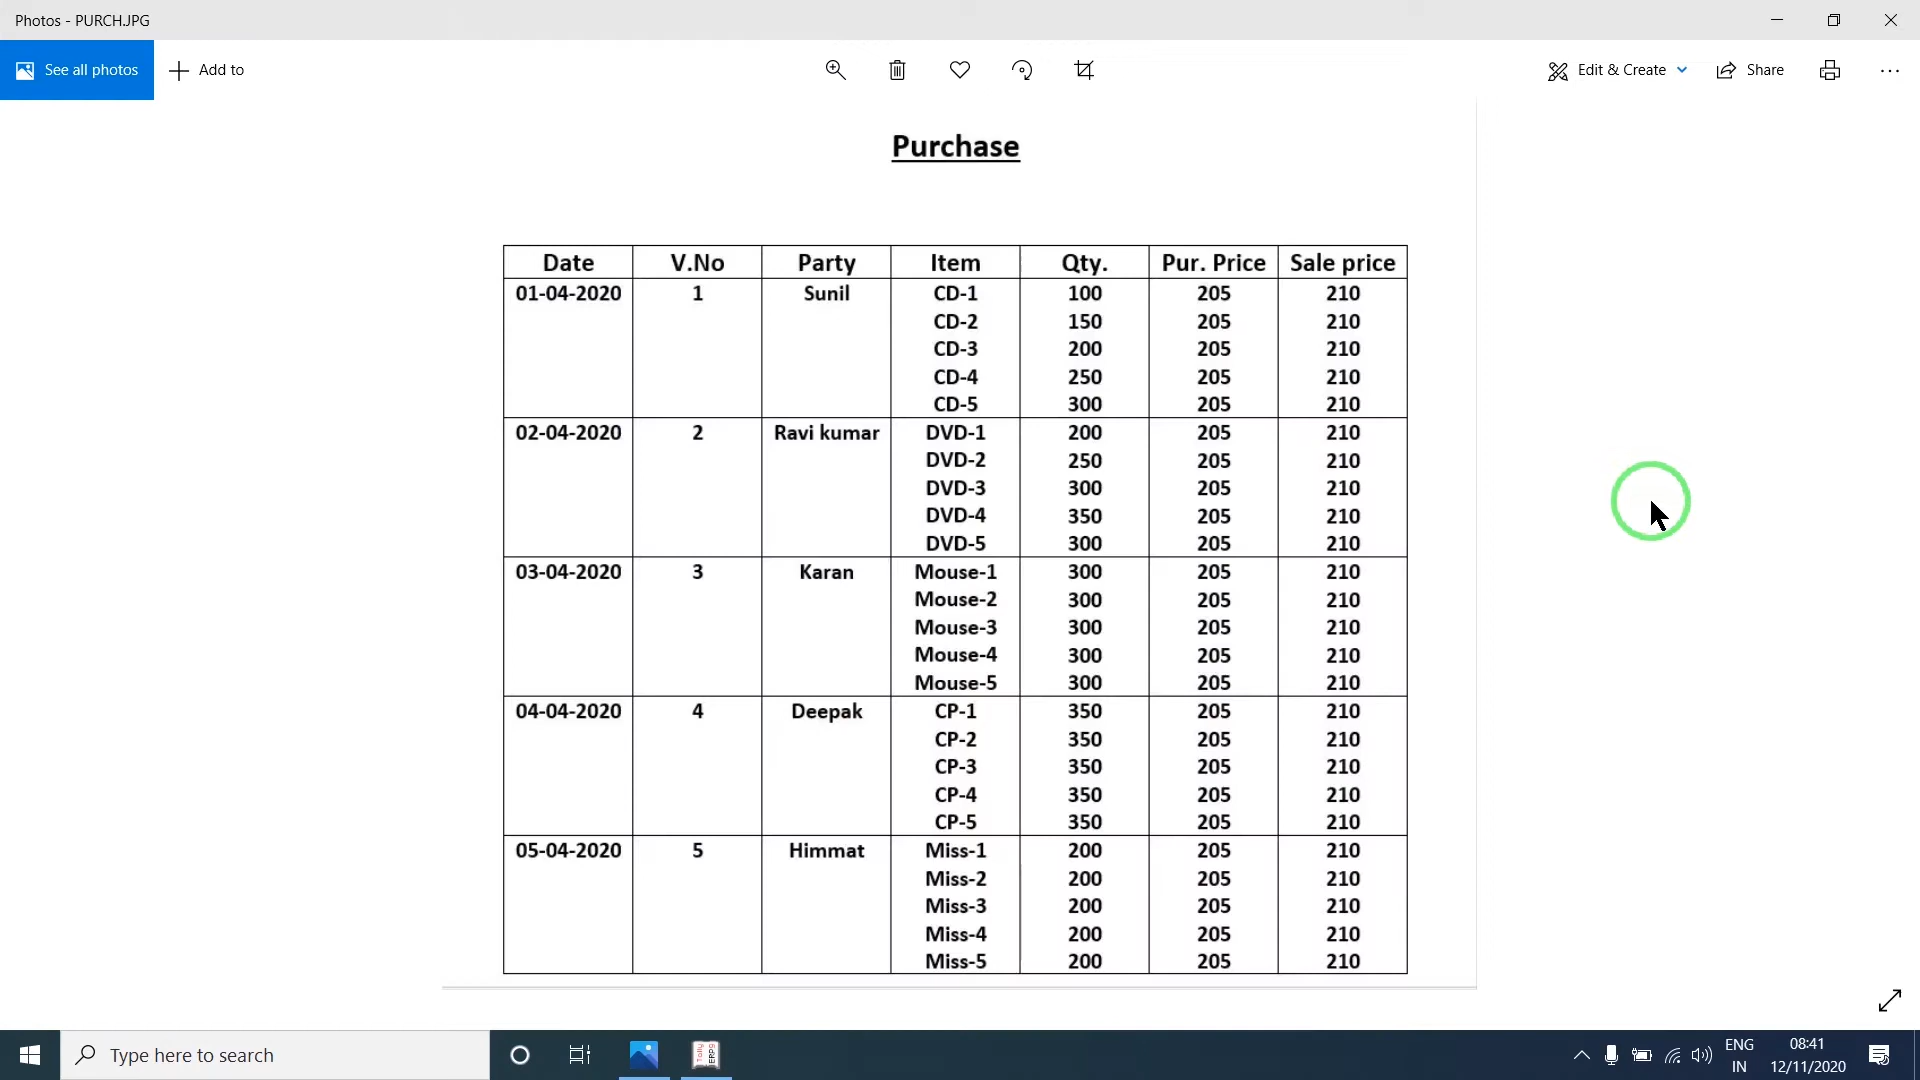 Photos - PURCH.JPG
See all photos Add to Edit & Create Share
Purchase
Date V.No Party Item Qty. Pur. Price Sale price
01-04-2020 1 Sunil CD-1 100 205 210
CD-2 150 205 210
CD-3 200 205 210
CD-4 250 205 210
CD-5 300 205 210
02-04-2020 2 Ravi kumar DVD-1 200 205 210
DVD-2 250 205 210
DVD-3 300 205 210
DVD-4 350 205 210
DVD-5 300 205 210
03-04-2020 3 Karan Mouse-1 300 205 210
Mouse-2 300 205 210
Mouse-3 300 205 210
Mouse-4 300 205 210
Mouse-5 300 205 210
04-04-2020 4 Deepak CP-1 350 205 210
CP-2 350 205 210
CP-3 350 205 210
CP-4 350 205 210
CP-5 350 205 210
05-04-2020 5 Himmat Miss-1 200 205 210
Miss-2 200 205 210
Miss-3 200 205 210
Miss-4 200 205 210
Miss-5 200 205 210
Type here to search ENG 08:41
IN 12/11/2020